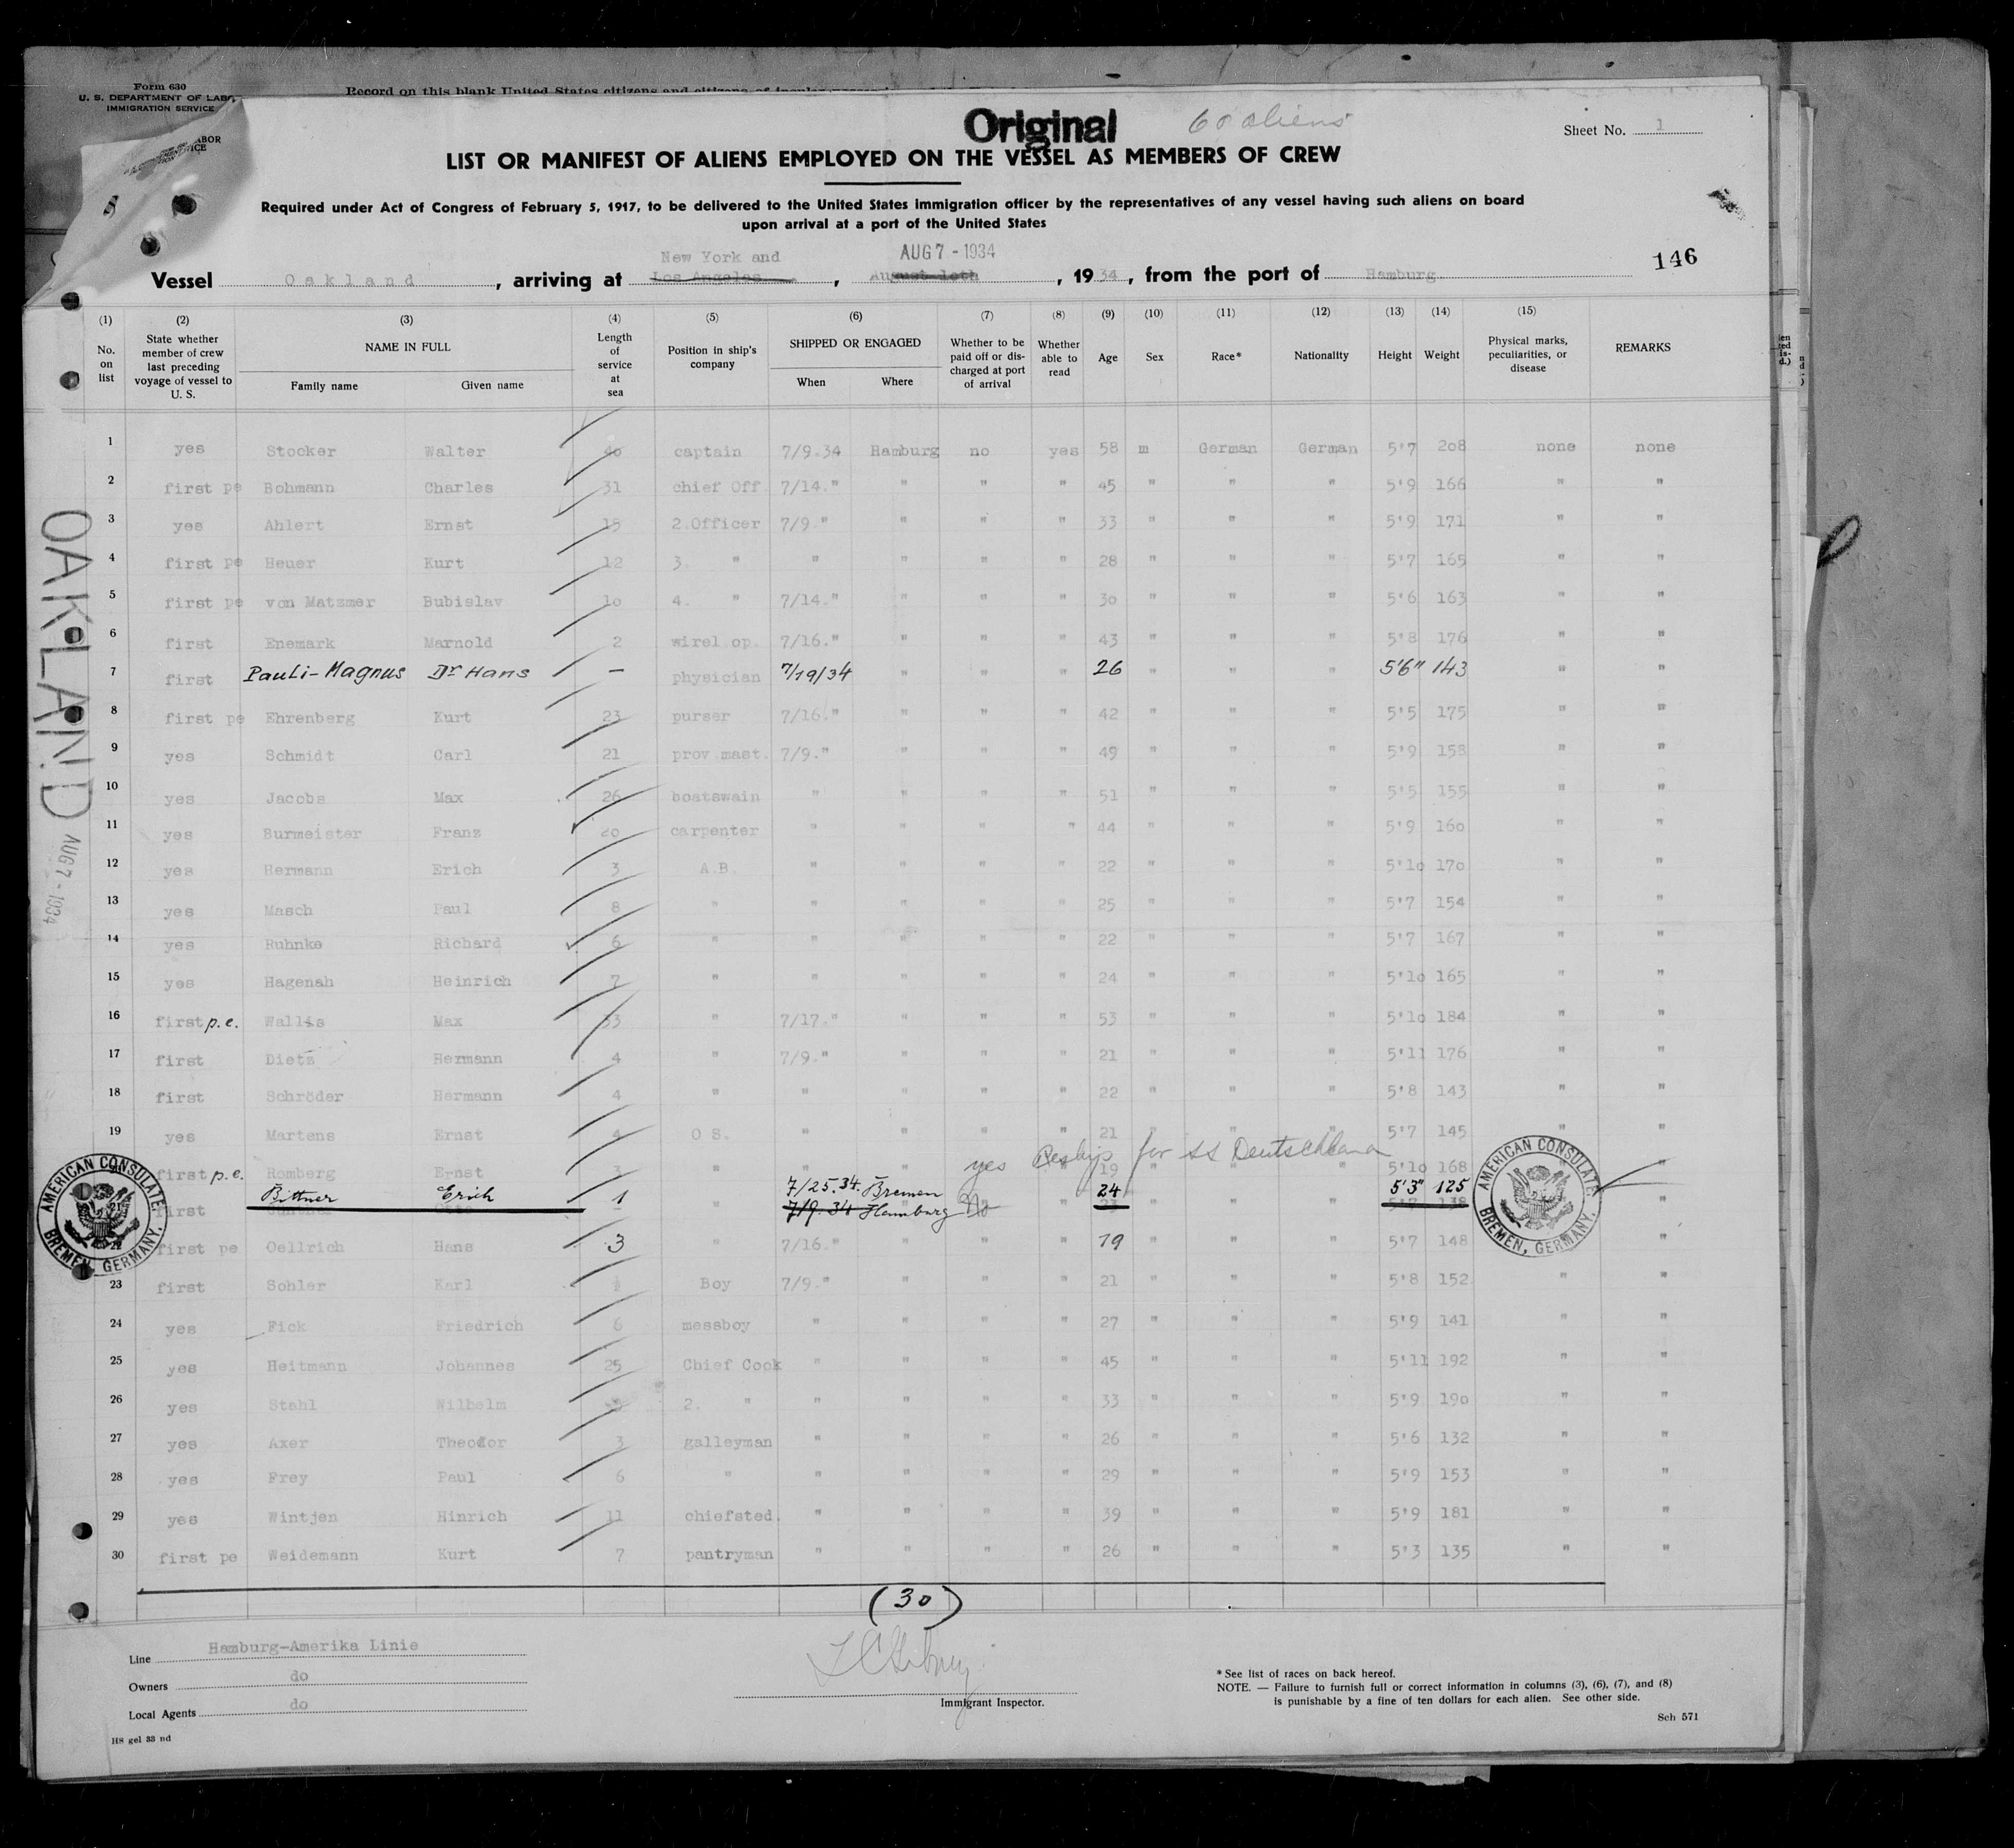 Form 630
U. S. DEPARTMENT OF LABOR
IMMIGRATION SERVICE
Record on this blank United States citizens and citizens of insular
Original
60 aliens
Sheet No. 1
LIST OR MANIFEST OF ALIENS EMPLOYED ON THE VESSEL AS MEMBERS OF CREW
Required under Act of Congress of February 5, 1917, to be delivered to the United States immigration officer by the representatives of any vessel having such aliens on board
upon arrival at a port of the United States
New York and AUG 7 - 1934
146
Vessel Oakland, arriving at Los Angeles, August 10th, 1934, from the port of Hamburg
(1) (2) (3) (4) (5) (6) (7) (8) (9) (10) (11) (12) (13) (14) (15)
No. on list
State whether member of crew last preceding voyage of vessel to U. S.
NAME IN FULL
Family name Given name
Length of service at sea
Position in ship's company
SHIPPED OR ENGAGED
When Where
Whether to be paid off or discharged at port of arrival
Whether able to read
Age
Sex
Race*
Nationality
Height
Weight
Physical marks, peculiarities, or disease
REMARKS
1 yes Stocker Walter 40 captain 7/9.34 Hamburg no yes 58 m German German 5'7 208 none none
2 first pe Bohmann Charles 31 chief Off 7/14." " " " 45 " " " 5'9 166 " "
3 yes Ahlert Ernst 15 2.Officer 7/9." " " " 33 " " " 5'9 171 " "
4 first pe Heuer Kurt 12 3. " " " " " 28 " " " 5'7 165 " "
5 first pe von Matzmer Bubislav 10 4. " 7/14." " " " 30 " " " 5'6 163 " "
6 first Enemark Marnold 2 wirel op. 7/16." " " " 43 " " " 5'8 176 " "
7 first Pauli-Magnus Dr Hans — physician 7/19/34 " " " 26 " " " 5'6" 143 " "
8 first pe Ehrenberg Kurt 23 purser 7/16." " " " 42 " " " 5'5 175 " "
9 yes Schmidt Carl 21 prov mast. 7/9." " " " 49 " " " 5'9 158 " "
10 yes Jacobs Max 26 boatswain " " " " 51 " " " 5'5 155 " "
11 yes Burmeister Franz 20 carpenter " " " " 44 " " " 5'9 160 " "
12 yes Hermann Erich 3 A.B. " " " " 22 " " " 5'10 170 " "
13 yes Masch Paul 8 " " " " " 25 " " " 5'7 154 " "
14 yes Ruhnke Richard 6 " " " " " 22 " " " 5'7 167 " "
15 yes Hagenah Heinrich 7 " " " " " 24 " " " 5'10 165 " "
16 first p.e. Wallis Max 33 " 7/17." " " " 53 " " " 5'10 184 " "
17 first Dietz Hermann 4 " 7/9." " " " 21 " " " 5'11 176 " "
18 first Schröder Hermann 4 " " " " " 22 " " " 5'8 143 " "
19 yes Martens Ernst 4 O S. " " " " 21 " " " 5'7 145 " "
first p.e. Romberg Ernst 3 " " " yes Reship 19 for SS Deutschland 5'10 168 "
first Bittner Erich 1 " 7/25.34. Bremen 24 5'3" 125
7/9.34 Hamburg No 138
first pe Oellrich Hans 3 " 7/16." " " " 19 " " " 5'7 148 "
23 first Sohler Karl Boy 7/9." " " " 21 " " " 5'8 152 " "
24 yes Fick Friedrich 6 messboy " " " " 27 " " " 5'9 141 " "
25 yes Heitmann Johannes 25 Chief Cook " " " " 45 " " " 5'11 192 " "
26 yes Stahl Wilhelm 2. " " " " " 33 " " " 5'9 190 " "
27 yes Axer Theodor 3 galleyman " " " " 26 " " " 5'6 132 " "
28 yes Frey Paul 6 " " " " " 29 " " " 5'9 153 " "
29 yes Wintjen Hinrich 11 chiefsted. " " " " 39 " " " 5'9 181 " "
30 first pe Weidemann Kurt 7 pantryman " " " " 26 " " " 5'3 135 " "
(30)
OAKLAND AUG 7 - 1934
AMERICAN CONSULATE. BREMEN, GERMANY.
AMERICAN CONSULATE. BREMEN, GERMANY.
Line Hamburg-Amerika Linie
Owners do
Local Agents do
HS gel 33 nd
Immigrant Inspector.
* See list of races on back hereof.
NOTE. — Failure to furnish full or correct information in columns (3), (6), (7), and (8)
is punishable by a fine of ten dollars for each alien. See other side.
Sch 571